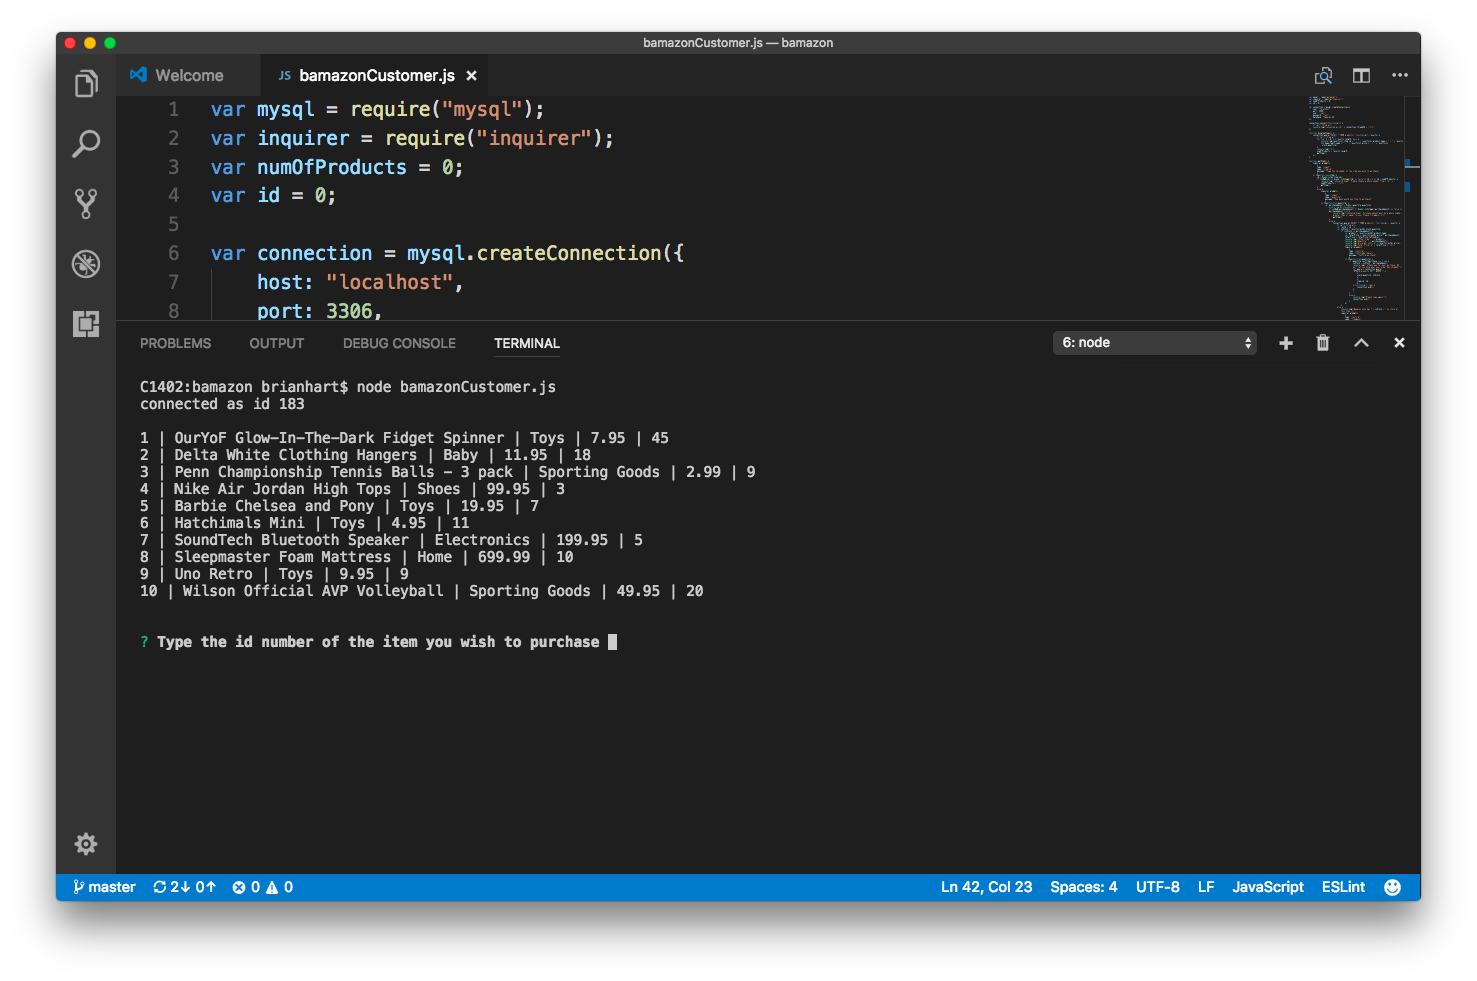 bamazonCustomer.js — bamazon
Welcome
JS bamazonCustomer.js ×
1 var mysql = require("mysql");
2 var inquirer = require("inquirer");
3 var numOfProducts = 0;
4 var id = 0;
5
6 var connection = mysql.createConnection({
7 host: "localhost",
8 port: 3306,
PROBLEMS OUTPUT DEBUG CONSOLE TERMINAL 6: node
C1402:bamazon brianhart$ node bamazonCustomer.js
connected as id 183
1 | OurYoF Glow-In-The-Dark Fidget Spinner | Toys | 7.95 | 45
2 | Delta White Clothing Hangers | Baby | 11.95 | 18
3 | Penn Championship Tennis Balls - 3 pack | Sporting Goods | 2.99 | 9
4 | Nike Air Jordan High Tops | Shoes | 99.95 | 3
5 | Barbie Chelsea and Pony | Toys | 19.95 | 7
6 | Hatchimals Mini | Toys | 4.95 | 11
7 | SoundTech Bluetooth Speaker | Electronics | 199.95 | 5
8 | Sleepmaster Foam Mattress | Home | 699.99 | 10
9 | Uno Retro | Toys | 9.95 | 9
10 | Wilson Official AVP Volleyball | Sporting Goods | 49.95 | 20
? Type the id number of the item you wish to purchase
master 2↓ 0↑ 0 0 Ln 42, Col 23 Spaces: 4 UTF-8 LF JavaScript ESLint